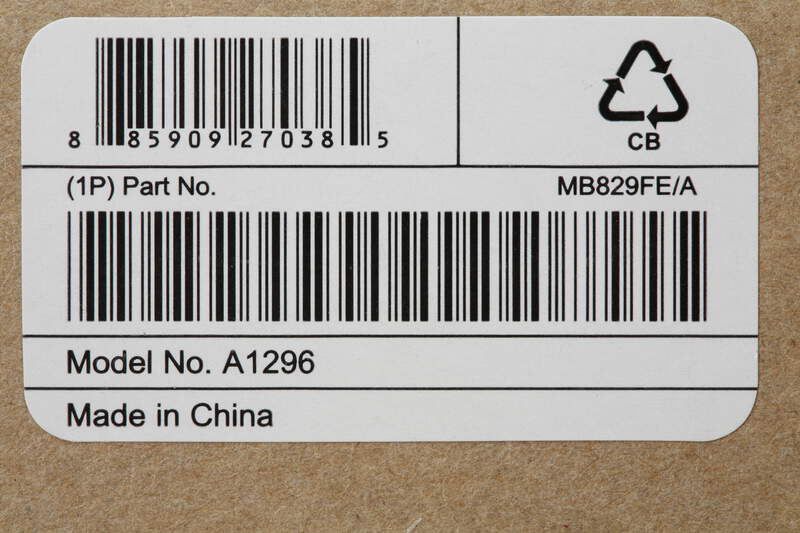 8 85909 27038 5
CB
(1P) Part No. MB829FE/A
Model No. A1296
Made in China